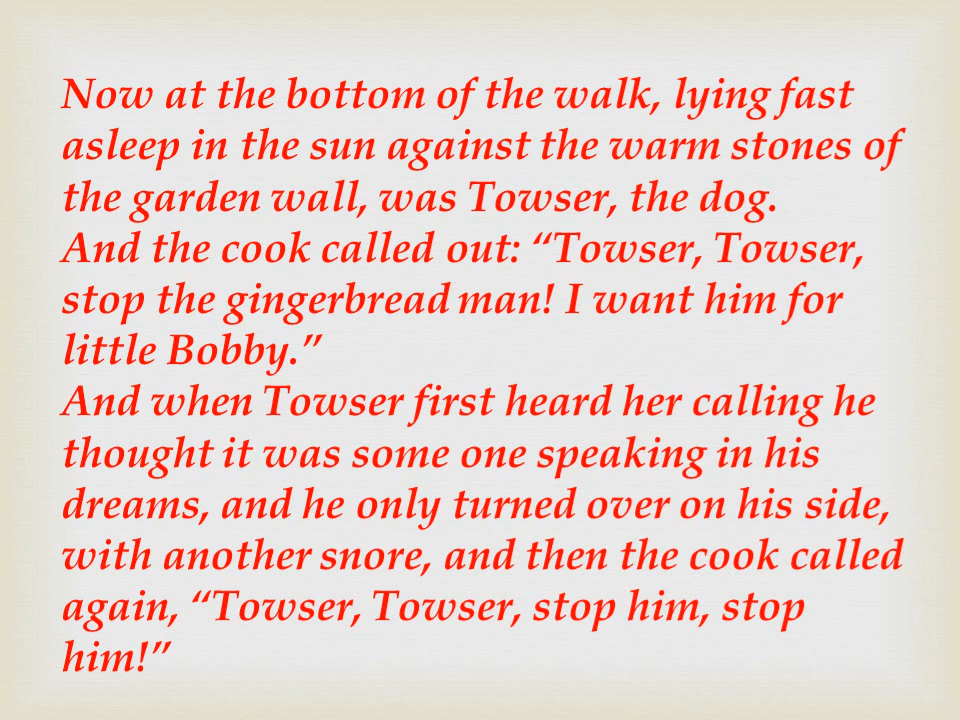 Now at the bottom of the walk, lying fast
asleep in the sun against the warm stones of
the garden wall, was Towser, the dog.
And the cook called out: “Towser, Towser,
stop the gingerbread man! I want him for
little Bobby.”
And when Towser first heard her calling he
thought it was some one speaking in his
dreams, and he only turned over on his side,
with another snore, and then the cook called
again, “Towser, Towser, stop him, stop
him!”